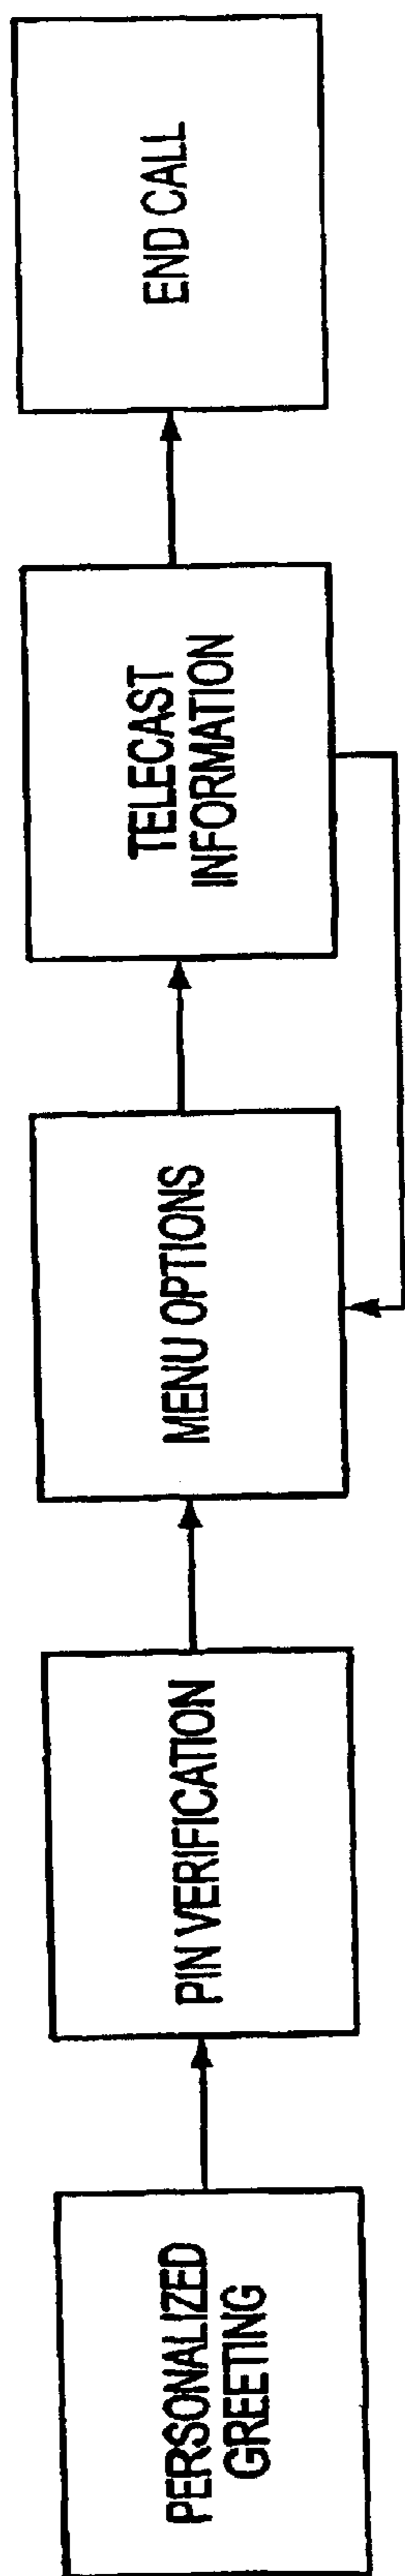 PERSONALIZED
GREETING
PIN VERIFICATION
MENU OPTIONS
TELECAST
INFORMATION
END CALL